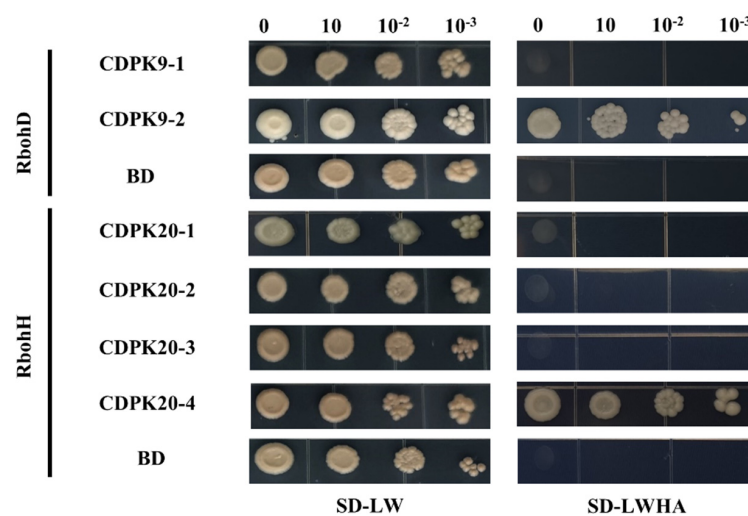 0 10 10⁻² 10⁻³ 0 10 10⁻² 10⁻³
RbohD
CDPK9-1
CDPK9-2
BD
RbohH
CDPK20-1
CDPK20-2
CDPK20-3
CDPK20-4
BD
SD-LW SD-LWHA